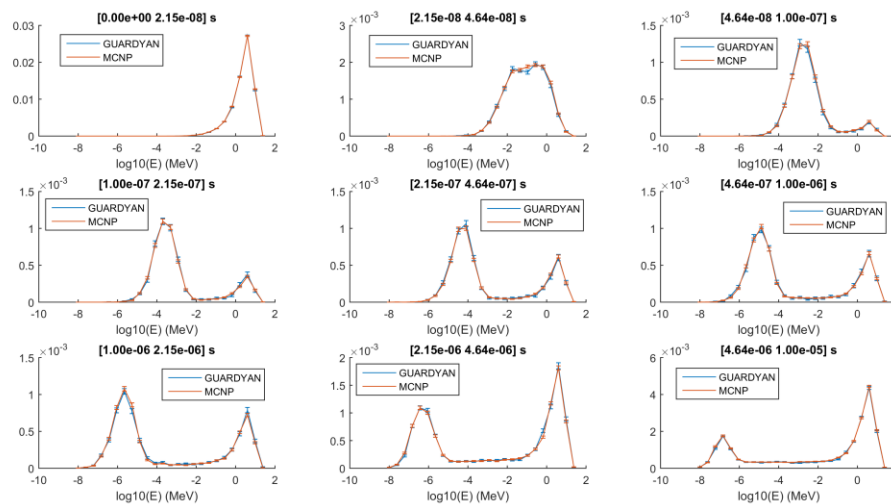 [0.00e+00 2.15e-08] s
0.03
0.02
0.01
0
GUARDYAN
MCNP
-10 -8 -6 -4 -2 0 2
log10(E) (MeV)
[2.15e-08 4.64e-08] s
×10-3
3
2
1
0
GUARDYAN
MCNP
-10 -8 -6 -4 -2 0 2
log10(E) (MeV)
[4.64e-08 1.00e-07] s
×10-3
1.5
1
0.5
0
GUARDYAN
MCNP
-10 -8 -6 -4 -2 0 2
log10(E) (MeV)
[1.00e-07 2.15e-07] s
×10-3
1.5
1
0.5
0
GUARDYAN
MCNP
-10 -8 -6 -4 -2 0 2
log10(E) (MeV)
[2.15e-07 4.64e-07] s
×10-3
1.5
1
0.5
0
GUARDYAN
MCNP
-10 -8 -6 -4 -2 0 2
log10(E) (MeV)
[4.64e-07 1.00e-06] s
×10-3
1.5
1
0.5
0
GUARDYAN
MCNP
-10 -8 -6 -4 -2 0
log10(E) (MeV)
[1.00e-06 2.15e-06] s
×10-3
1.5
1
0.5
0
GUARDYAN
MCNP
-10 -8 -6 -4 -2 0 2
log10(E) (MeV)
[2.15e-06 4.64e-06] s
×10-3
2
1.5
1
0.5
0
GUARDYAN
MCNP
-10 -8 -6 -4 -2 0 2
log10(E) (MeV)
[4.64e-06 1.00e-05] s
×10-3
6
4
2
0
GUARDYAN
MCNP
-10 -8 -6 -4 -2 0
log10(E) (MeV)